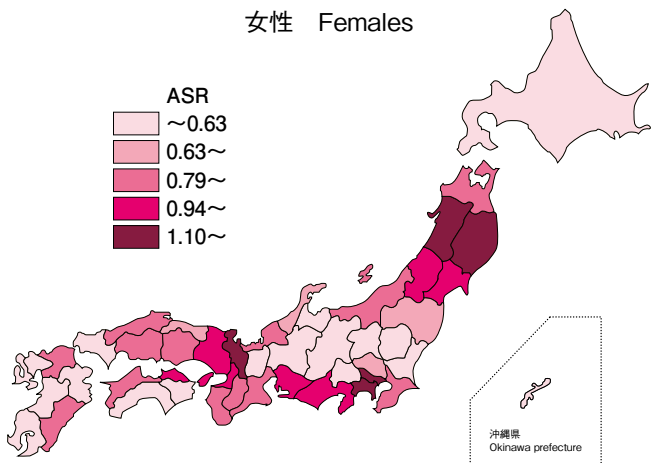 女性　Females
ASR
～0.63
0.63～
0.79～
0.94～
1.10～
沖縄県
Okinawa prefecture